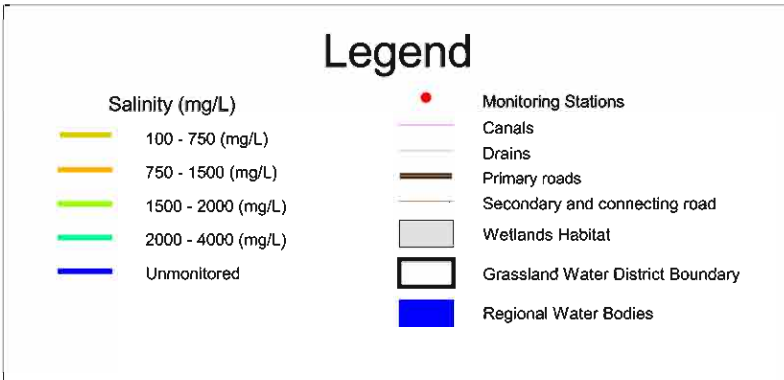 Legend
Salinity (mg/L)
100 - 750 (mg/L)
750 - 1500 (mg/L)
1500 - 2000 (mg/L)
2000 - 4000 (mg/L)
Unmonitored
Monitoring Stations
Canals
Drains
Primary roads
Secondary and connecting road
Wetlands Habitat
Grassland Water District Boundary
Regional Water Bodies